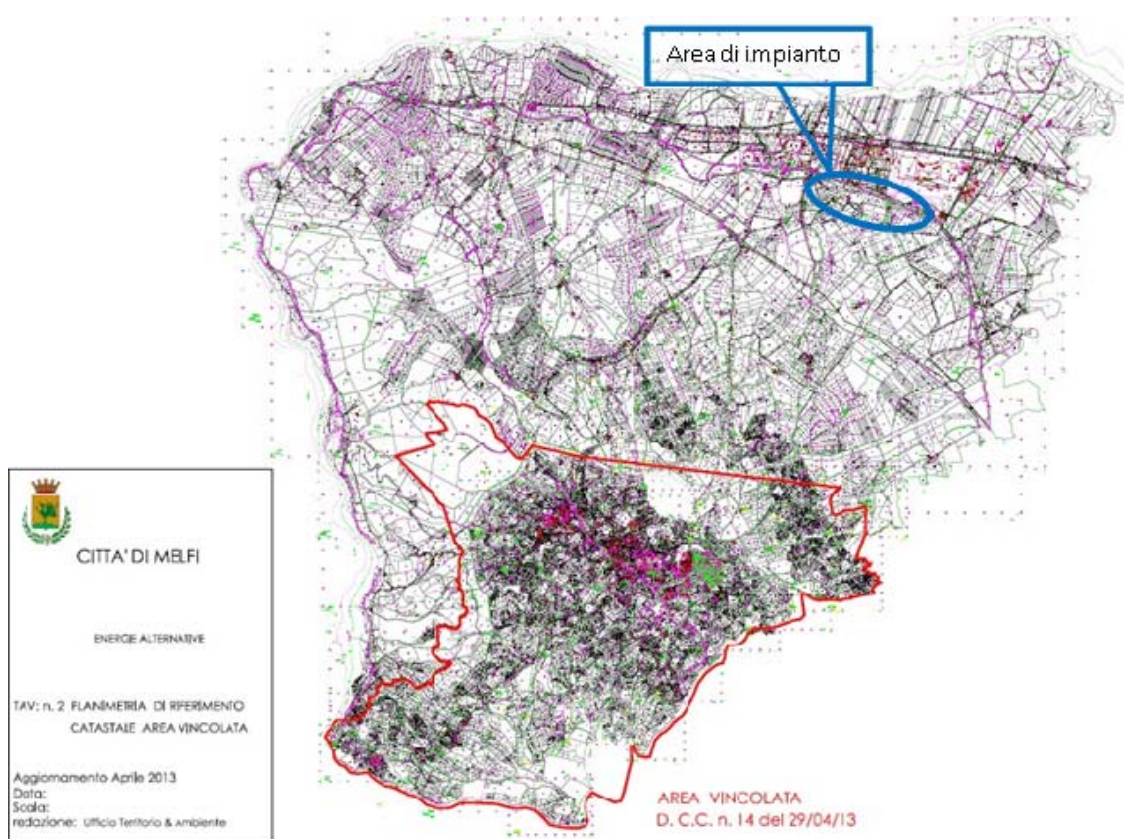 Area di impianto
CITTA' DI MELFI
ENERGIE ALTERNATIVE
TAV: n. 2 PLANIMETRIA DI RIFERIMENTO
CATASTALE AREA VINCOLATA
Aggiornamento Aprile 2013
Data:
Scala:
redazione: Ufficio Territorio & Ambiente
AREA VINCOLATA
D. C.C. n. 14 del 29/04/13